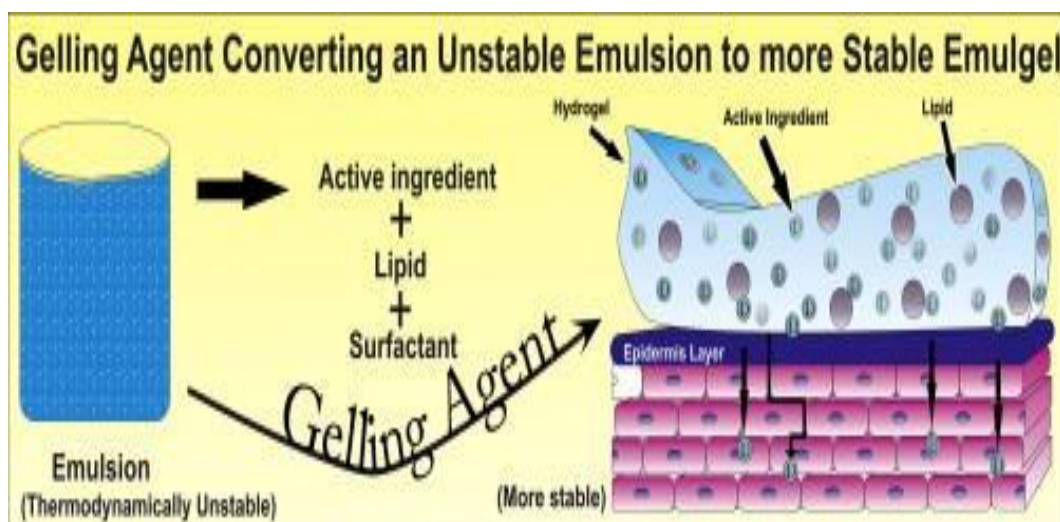 Gelling Agent Converting an Unstable Emulsion to more Stable Emulgel
Hydrogel
Active Ingredient
Lipid
Active ingredient
+
Lipid
+
Surfactant
Gelling Agent
Epidermis Layer
Emulsion
(Thermodynamically Unstable)
(More stable)